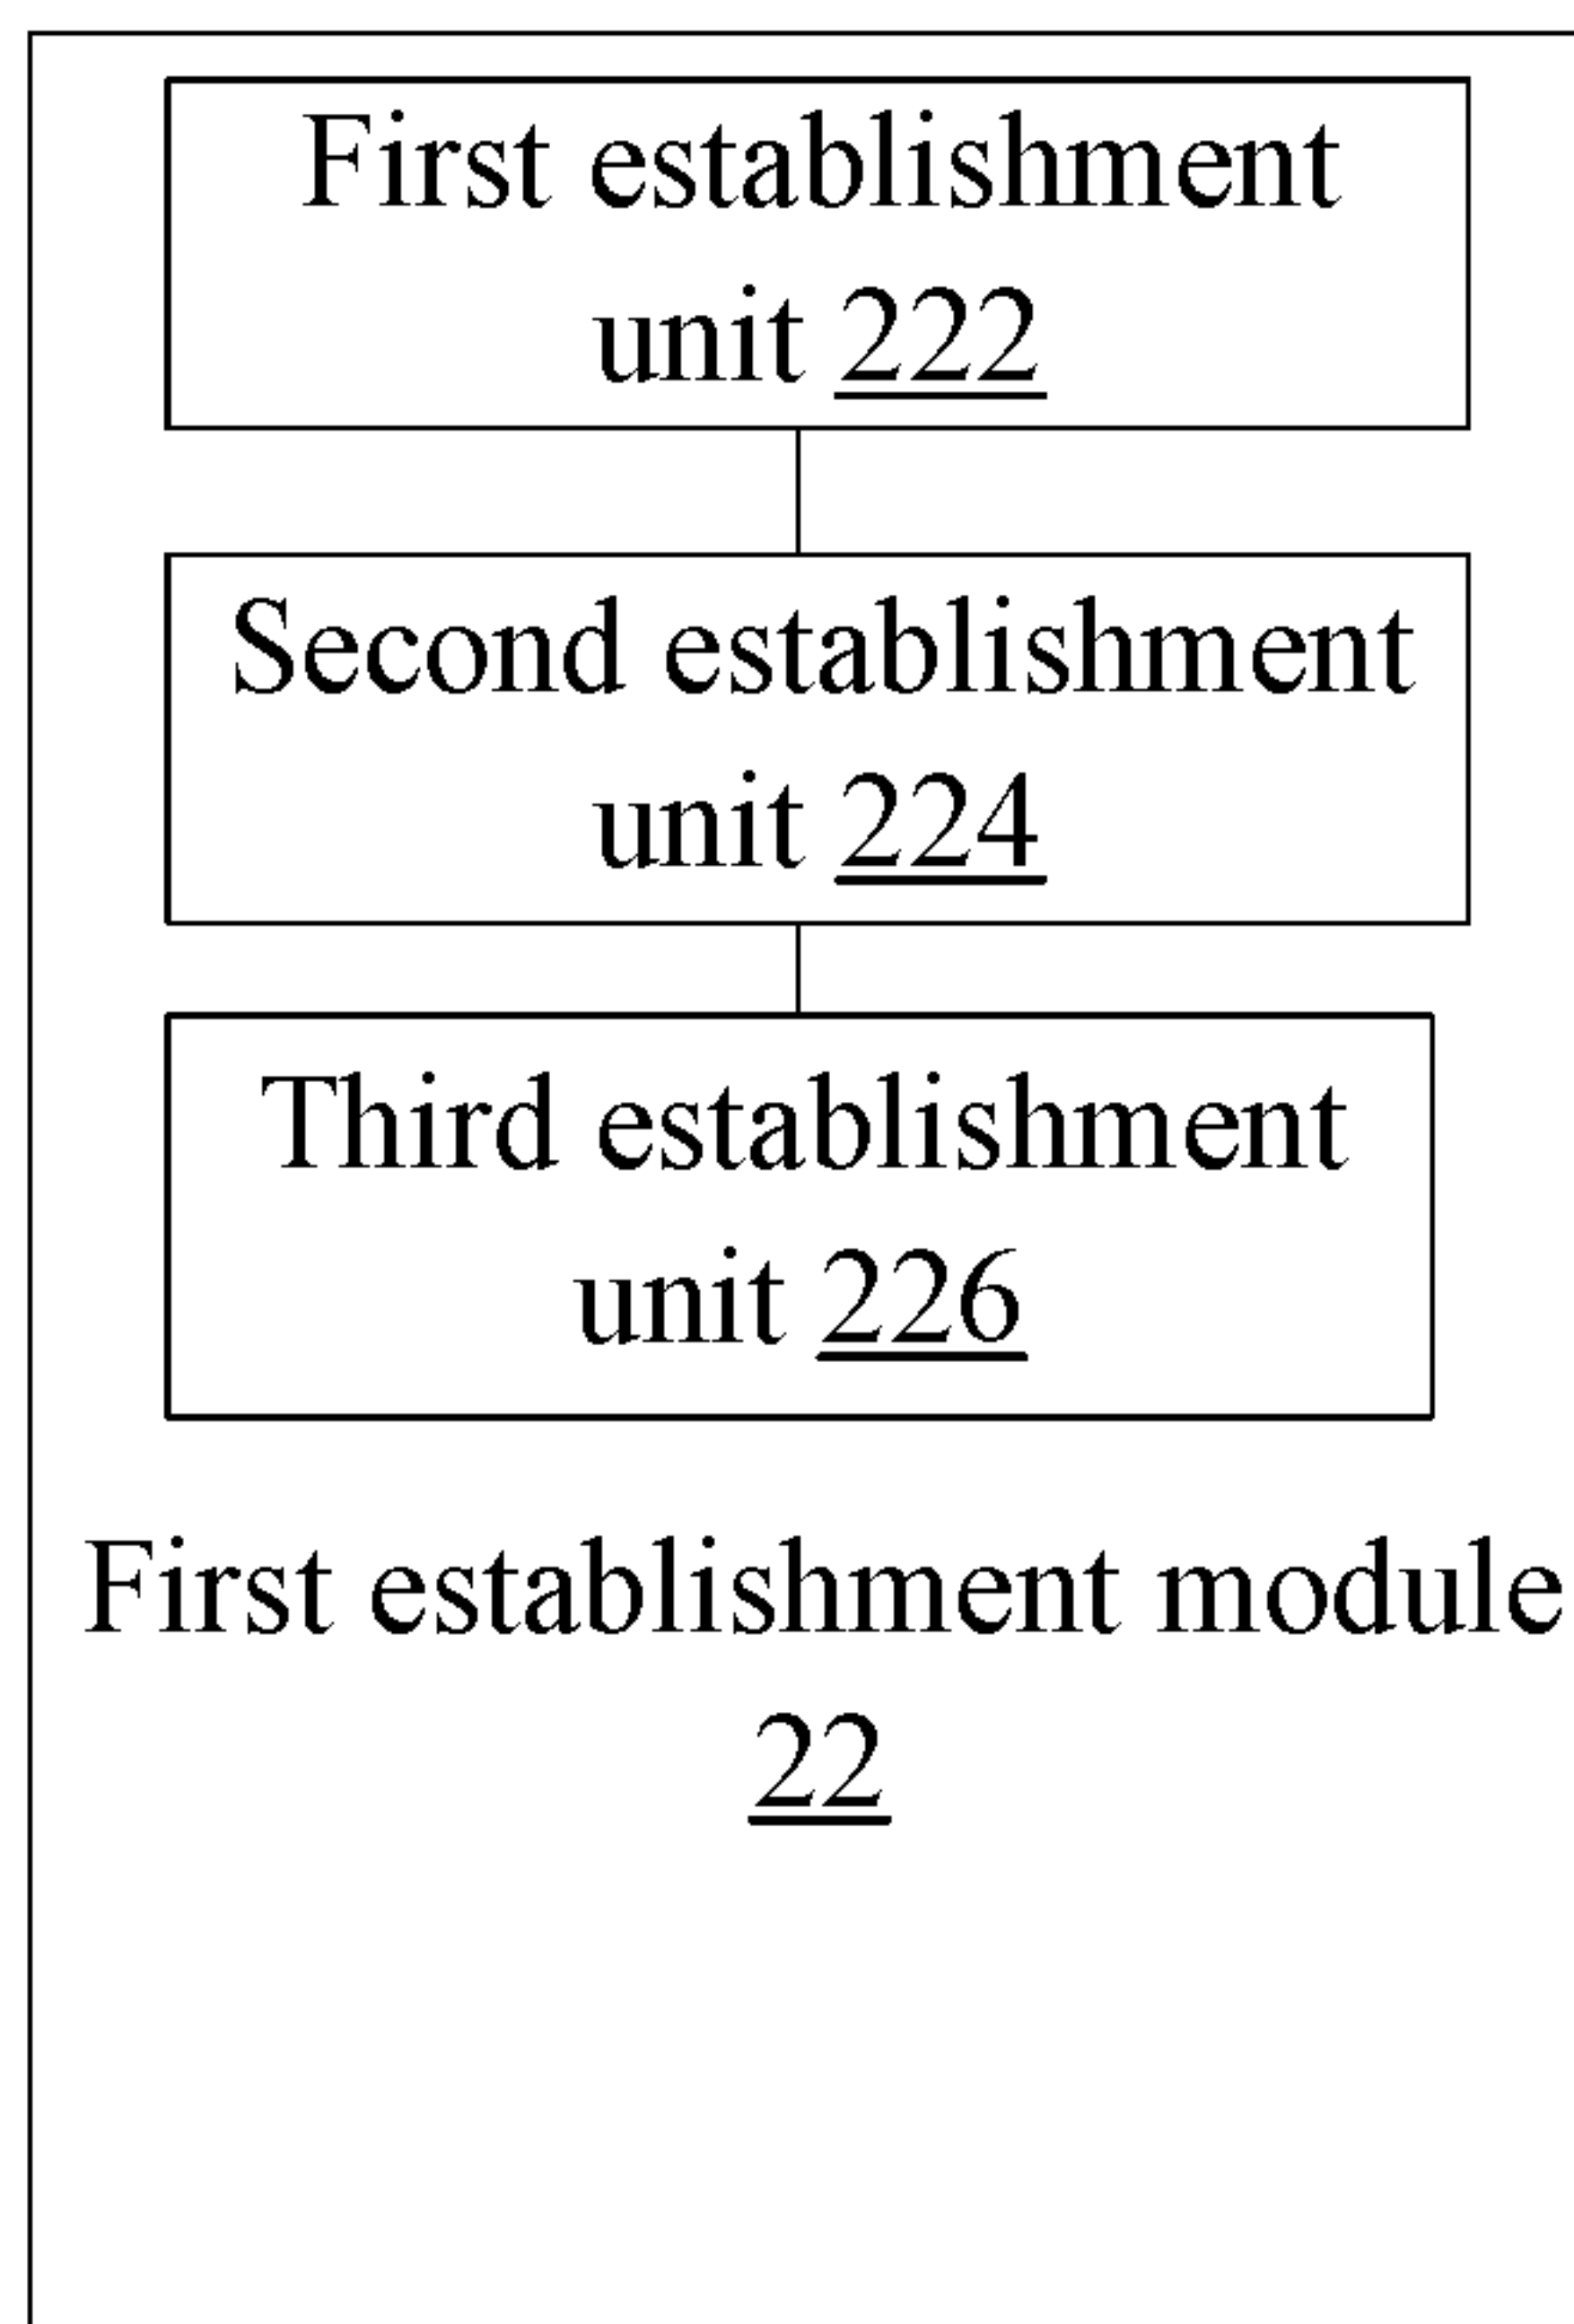 First establishment
unit 222
Second establishment
unit 224
Third establishment
unit 226
First establishment module
22